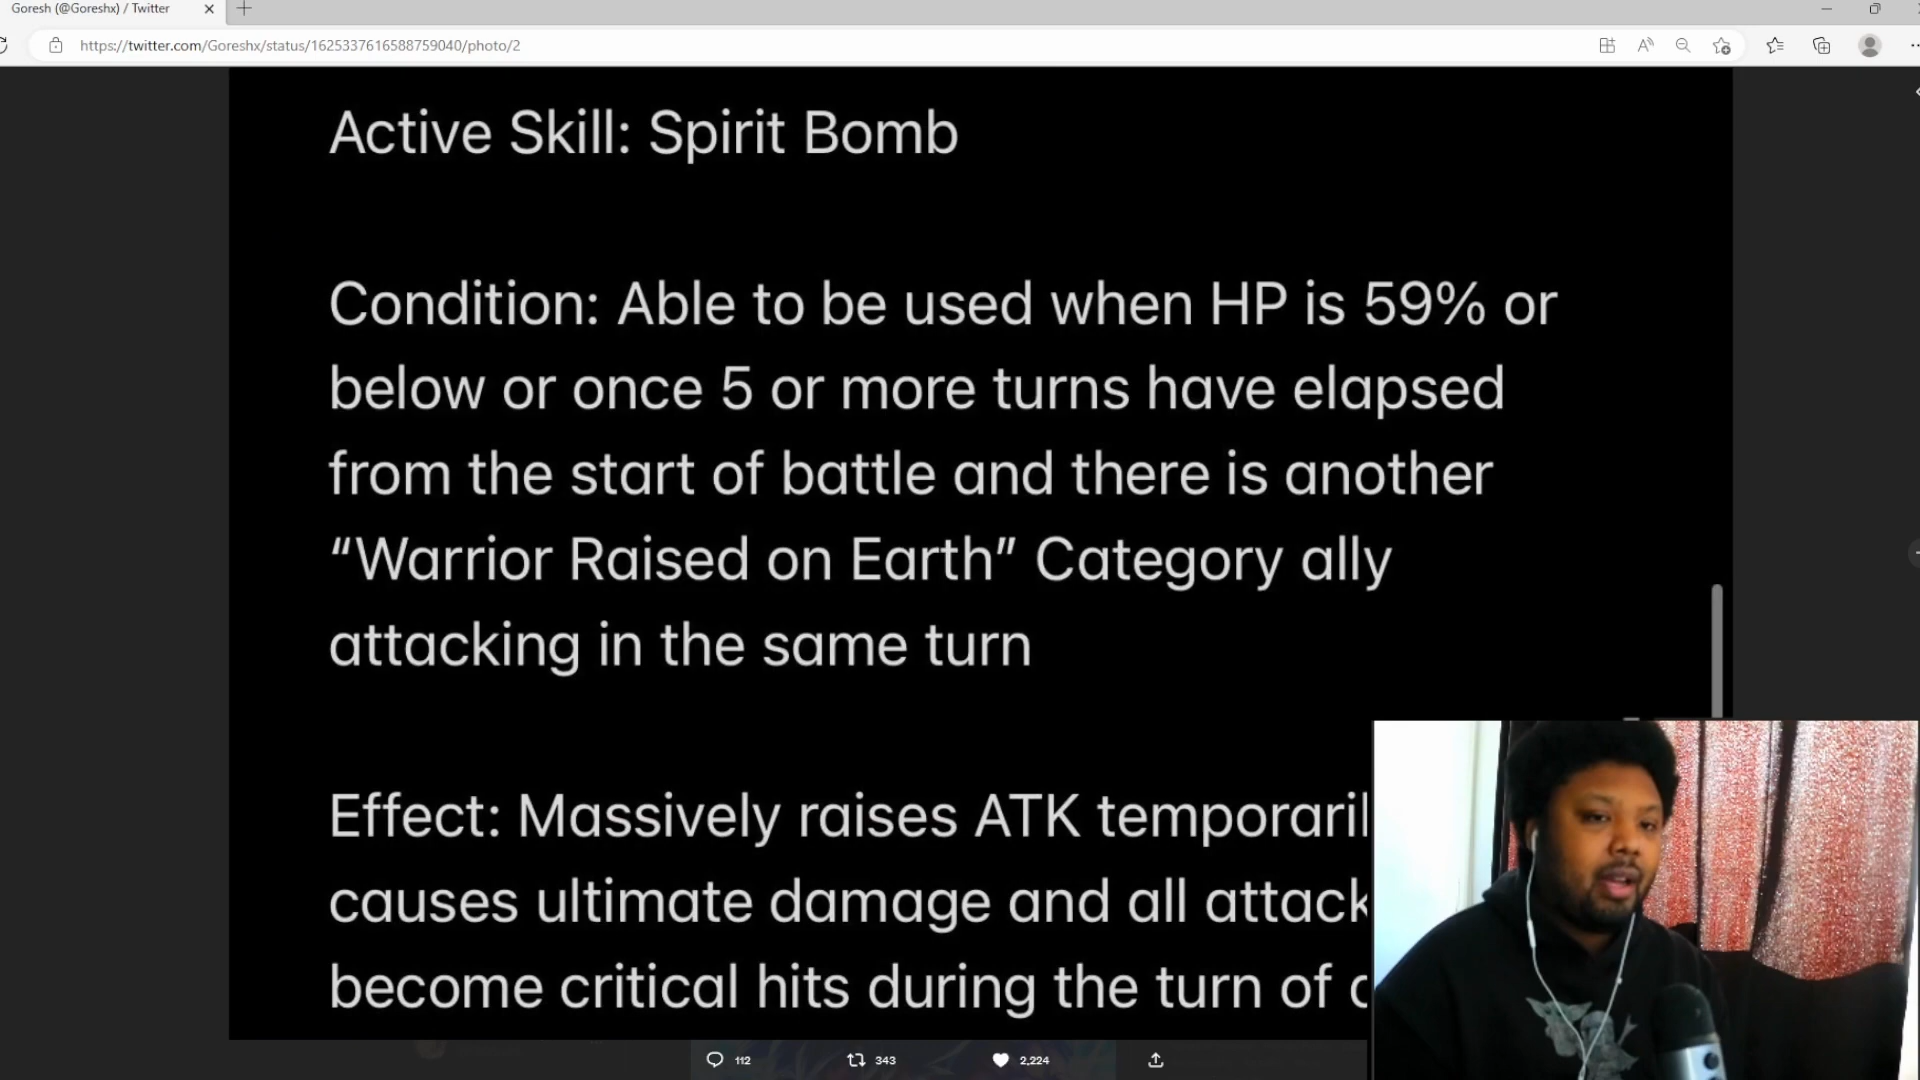 Goresh (@Goreshx) / Twitter
https://twitter.com/Goreshx/status/1625337616588759040/photo/2
Active Skill: Spirit Bomb
Condition: Able to be used when HP is 59% or
below or once 5 or more turns have elapsed
from the start of battle and there is another
“Warrior Raised on Earth” Category ally
attacking in the same turn
Effect: Massively raises ATK temporaril
causes ultimate damage and all attack
become critical hits during the turn of
112 343 2,224